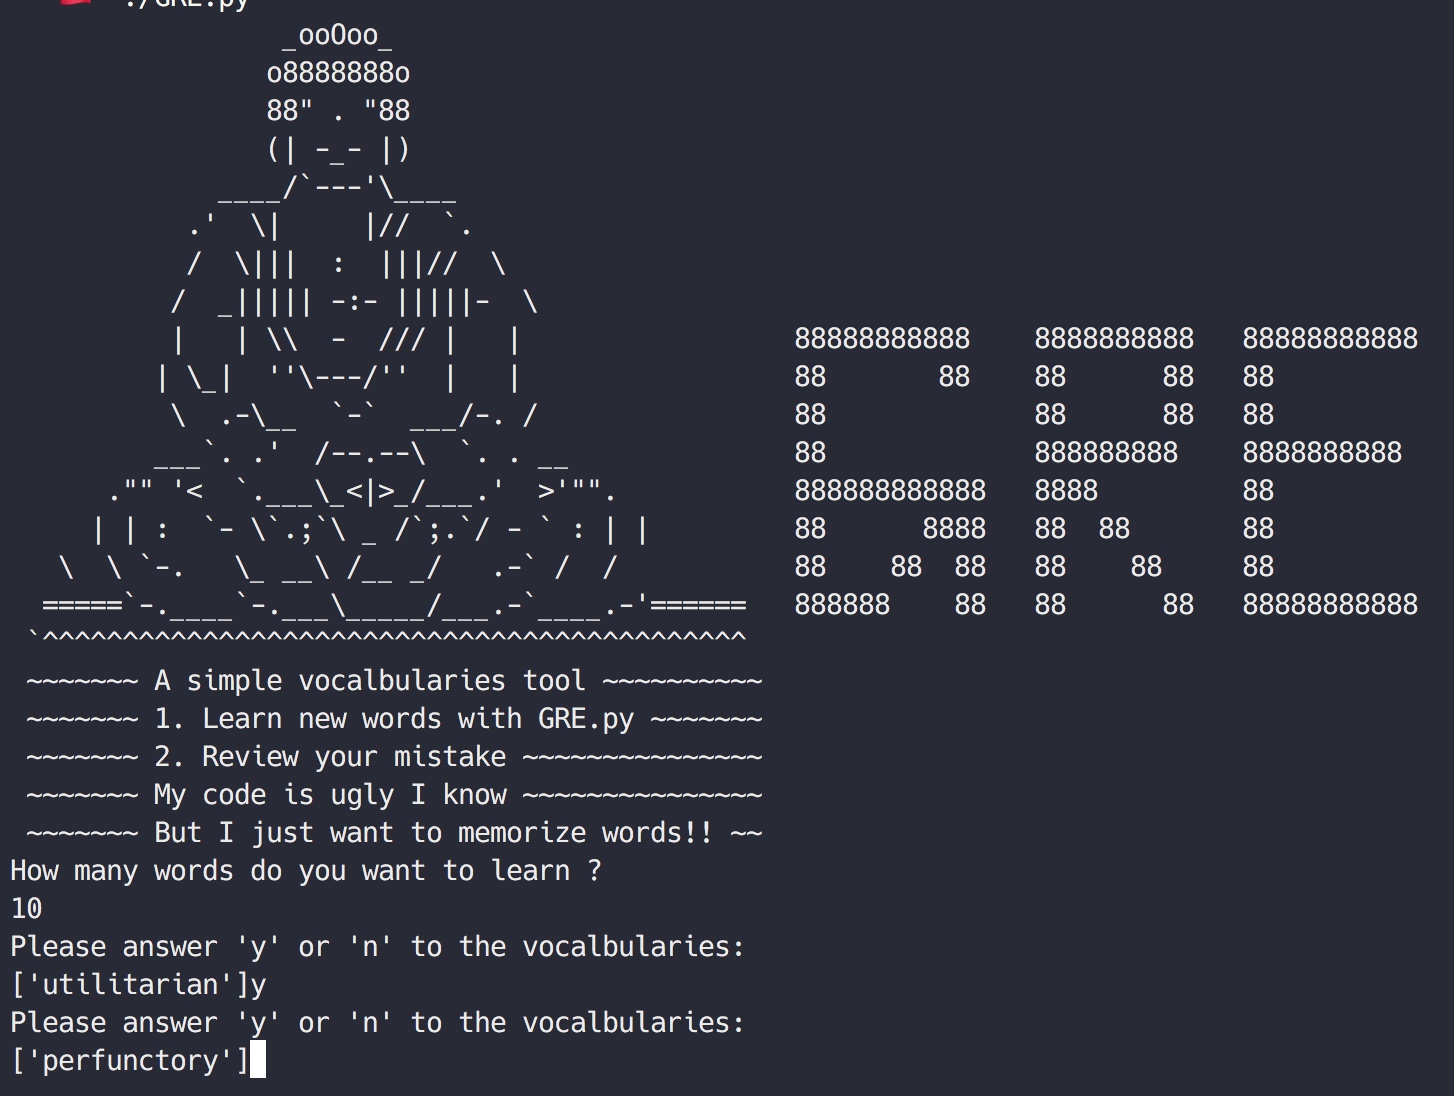 ./GRE.py
                 _ooOoo_
                o8888888o
                88" . "88
                (| -_- |)
             ____/`---'\____
           .'  \|     |//  `.
           /  \|||  :  |||//  \
          /  _||||| -:- |||||-  \
          |   | \\  -  /// |   |                 88888888888    8888888888   88888888888
         | \_|  ''\---/''  |   |                 88       88    88      88   88
          \  .-\__  `-`  ___/-. /                88             88      88   88
         ___`. .'  /--.--\  `. . __              88             888888888    8888888888
      ."" '<  `.___\_<|>_/___.'  >'"".           888888888888   8888         88
     | | :  `- \`.;`\ _ /`;.`/ - ` : | |         88      8888   88  88       88
   \  \ `-.   \_ __\ /__ _/   .-` /  /           88    88  88   88    88     88
  =====`-.____`-.___\_____/___.-`____.-'======   888888    88   88      88   88888888888
 `^^^^^^^^^^^^^^^^^^^^^^^^^^^^^^^^^^^^^^^^^^^^
 ~~~~~~~ A simple vocalbularies tool ~~~~~~~~~~
 ~~~~~~~ 1. Learn new words with GRE.py ~~~~~~~
 ~~~~~~~ 2. Review your mistake ~~~~~~~~~~~~~~~
 ~~~~~~~ My code is ugly I know ~~~~~~~~~~~~~~~
 ~~~~~~~ But I just want to memorize words!! ~~
How many words do you want to learn ?
10
Please answer 'y' or 'n' to the vocalbularies:
['utilitarian']y
Please answer 'y' or 'n' to the vocalbularies:
['perfunctory']